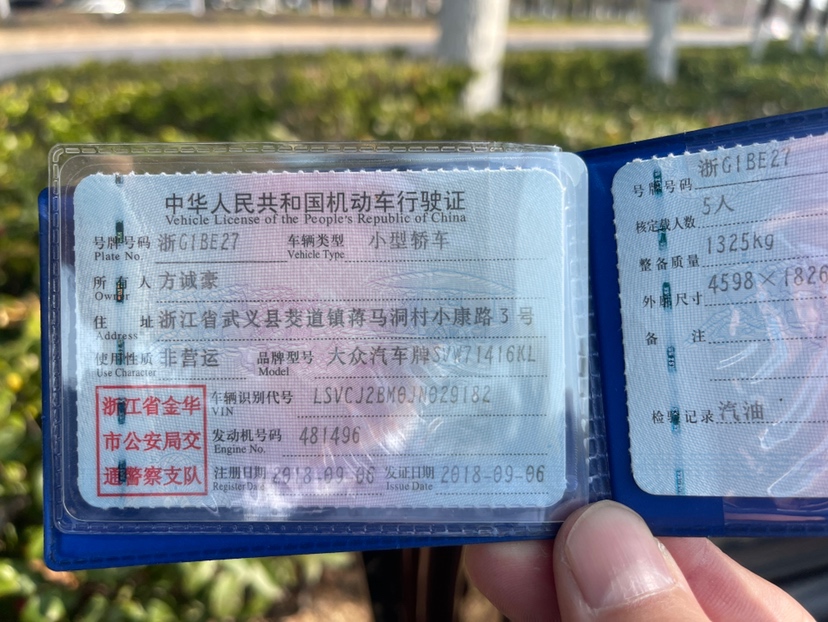 中华人民共和国机动车行驶证
Vehicle License of the People's Republic of China
号牌号码 浙G1BE27 车辆类型 小型轿车
Plate No. Vehicle Type
所有人 方诚豪
Owner
住址 浙江省武义县茭道镇蒋马洞村小康路3号
Address
使用性质 非营运 品牌型号 大众汽车牌SVW71416KL
Use Character Model
浙江省金华
市公安局交
通警察支队
车辆识别代号 LSVCJ2BM0JN029182
VIN
发动机号码 481496
Engine No.
注册日期 2018-09-06 发证日期 2018-09-06
Register Date Issue Date
号牌号码 浙G1BE27
核定载人数 5人
整备质量 1325kg
外廓尺寸 4598×1826
备注
检验记录 汽油